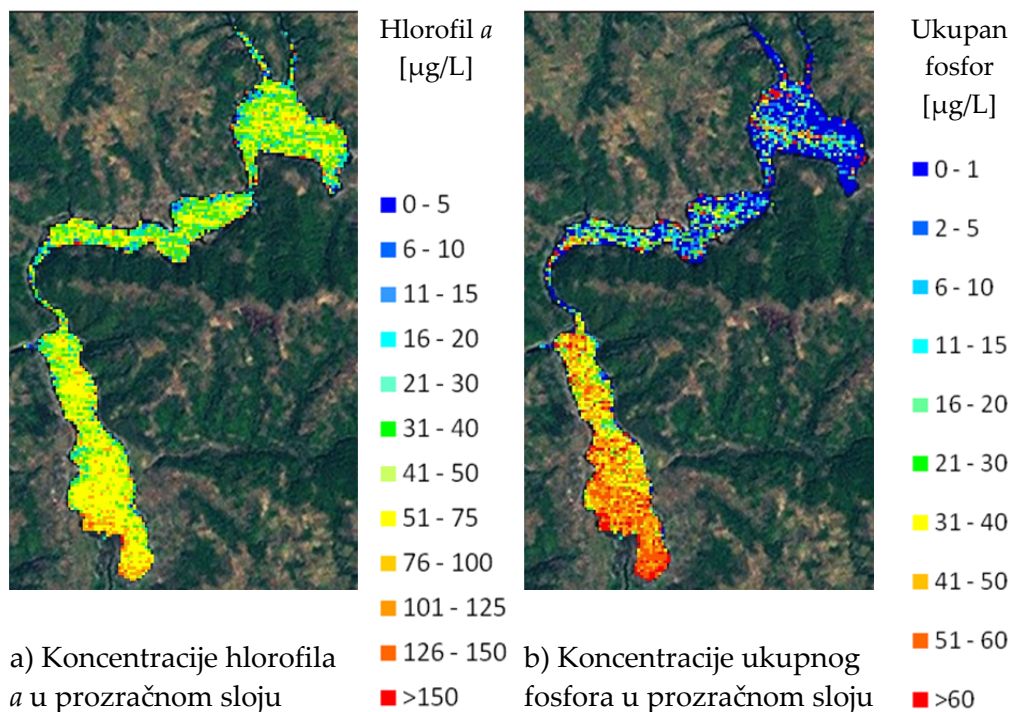 Hlorofil a
[µg/L]
0 - 5
6 - 10
11 - 15
16 - 20
21 - 30
31 - 40
41 - 50
51 - 75
76 - 100
101 - 125
126 - 150
>150
a) Koncentracije hlorofila
a u prozračnom sloju
Ukupan
fosfor
[µg/L]
0 - 1
2 - 5
6 - 10
11 - 15
16 - 20
21 - 30
31 - 40
41 - 50
51 - 60
>60
b) Koncentracije ukupnog
fosfora u prozračnom sloju